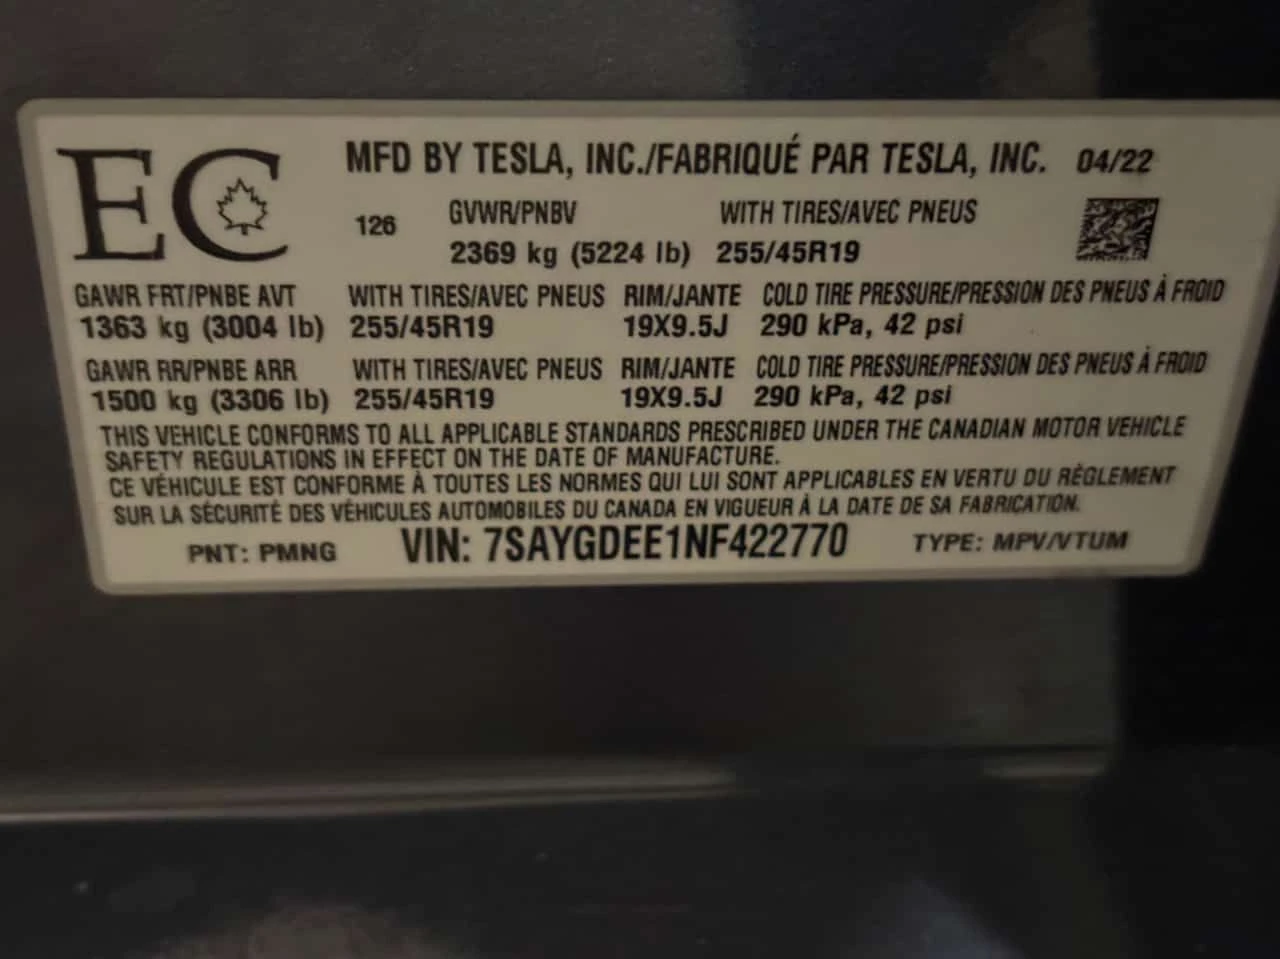 EC
MFD BY TESLA, INC./FABRIQUÉ PAR TESLA, INC. 04/22
126 GVWR/PNBV WITH TIRES/AVEC PNEUS
2369 kg (5224 lb) 255/45R19
GAWR FRT/PNBE AVT WITH TIRES/AVEC PNEUS RIM/JANTE COLD TIRE PRESSURE/PRESSION DES PNEUS À FROID
1363 kg (3004 lb) 255/45R19 19X9.5J 290 kPa, 42 psi
GAWR RR/PNBE ARR WITH TIRES/AVEC PNEUS RIM/JANTE COLD TIRE PRESSURE/PRESSION DES PNEUS À FROID
1500 kg (3306 lb) 255/45R19 19X9.5J 290 kPa, 42 psi
THIS VEHICLE CONFORMS TO ALL APPLICABLE STANDARDS PRESCRIBED UNDER THE CANADIAN MOTOR VEHICLE
SAFETY REGULATIONS IN EFFECT ON THE DATE OF MANUFACTURE.
CE VÉHICULE EST CONFORME À TOUTES LES NORMES QUI LUI SONT APPLICABLES EN VERTU DU RÈGLEMENT
SUR LA SÉCURITÉ DES VÉHICULES AUTOMOBILES DU CANADA EN VIGUEUR À LA DATE DE SA FABRICATION.
PNT: PMNG VIN: 7SAYGDEE1NF422770 TYPE: MPV/VTUM